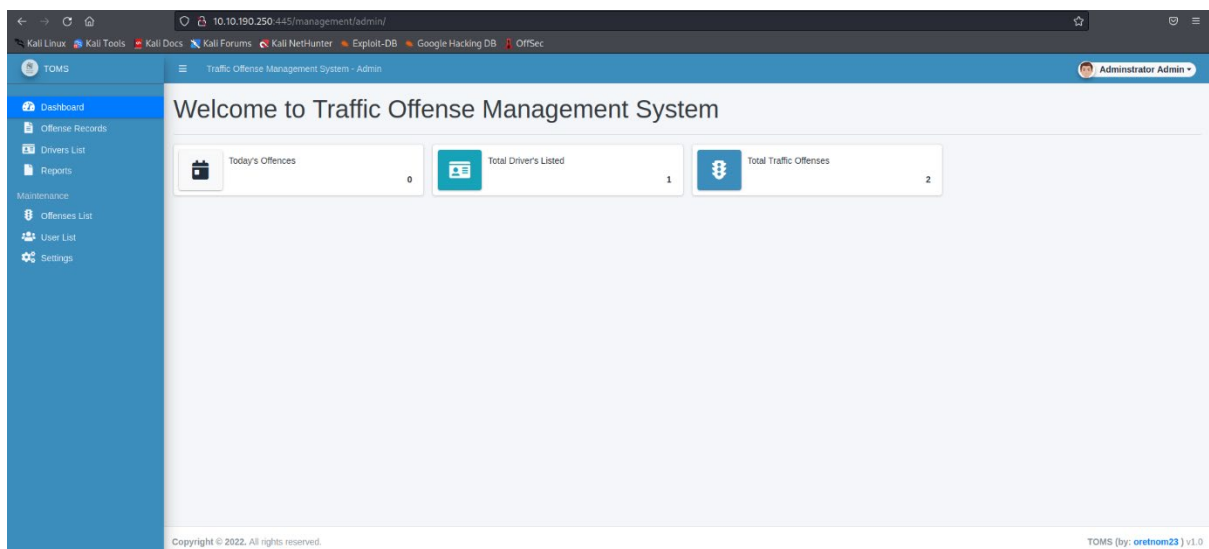 10.10.190.250:445/management/admin/
Kali Linux Kali Tools Kali Docs Kali Forums Kali NetHunter Exploit-DB Google Hacking DB OffSec
TOMS
Traffic Offense Management System - Admin
Adminstrator Admin
Dashboard
Offense Records
Drivers List
Reports
Maintenance
Offenses List
User List
Settings
Welcome to Traffic Offense Management System
Today's Offences
0
Total Driver's Listed
1
Total Traffic Offenses
2
Copyright © 2022. All rights reserved.
TOMS (by: oretnom23 ) v1.0